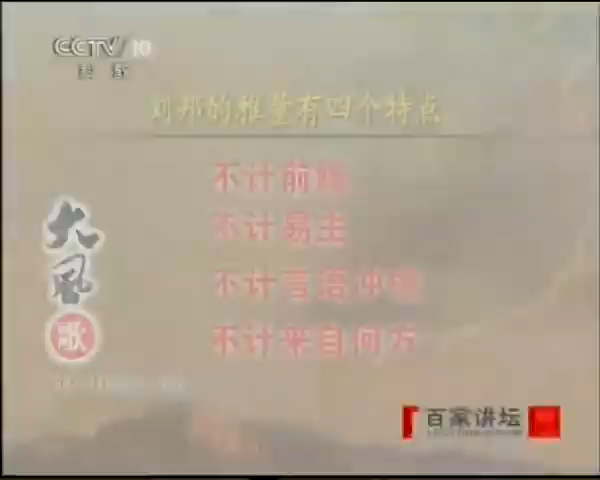 CCTV 10
科 教
刘邦的雅量有四个特点
不计前嫌
不计易主
不计言语冲撞
不计来自何方
大风歌
百家讲坛